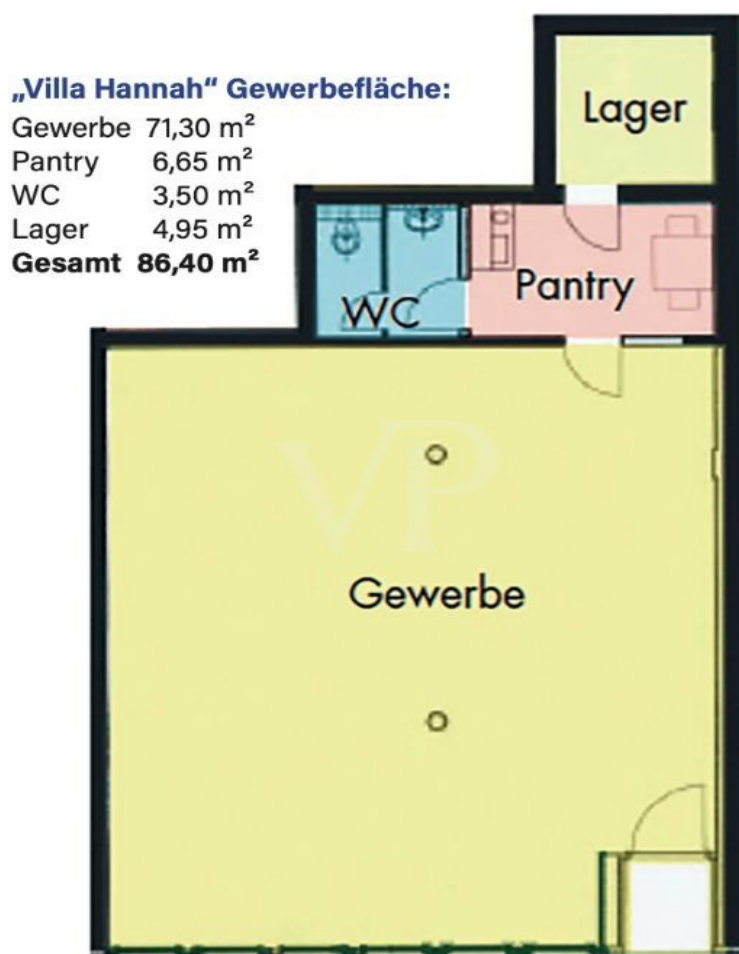 „Villa Hannah“ Gewerbefläche:
Gewerbe 71,30 m²
Pantry 6,65 m²
WC 3,50 m²
Lager 4,95 m²
Gesamt 86,40 m²
Lager
WC
Pantry
VP
Gewerbe